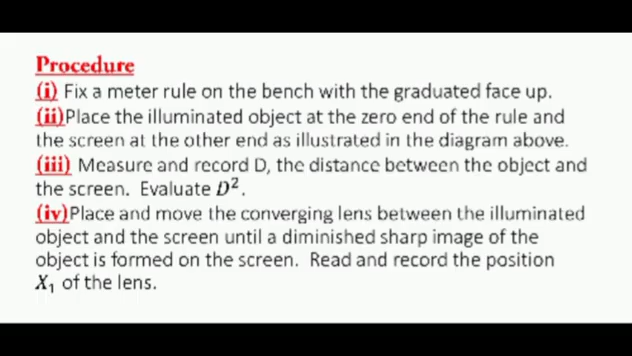 Procedure
(i) Fix a meter rule on the bench with the graduated face up.
(ii)Place the illuminated object at the zero end of the rule and
the screen at the other end as illustrated in the diagram above.
(iii) Measure and record D, the distance between the object and
the screen. Evaluate D².
(iv)Place and move the converging lens between the illuminated
object and the screen until a diminished sharp image of the
object is formed on the screen. Read and record the position
X₁ of the lens.